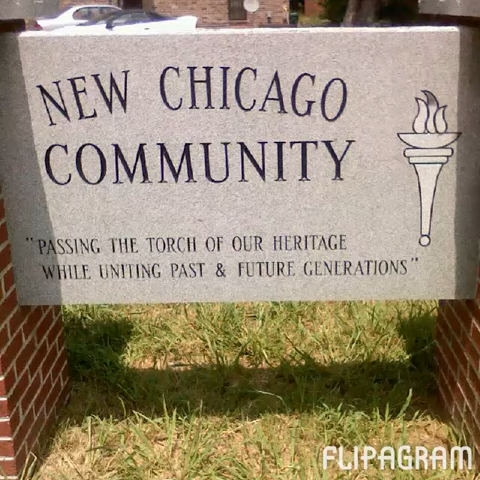 NEW CHICAGO
COMMUNITY
"PASSING THE TORCH OF OUR HERITAGE
WHILE UNITING PAST & FUTURE GENERATIONS"
FLIPAGRAM